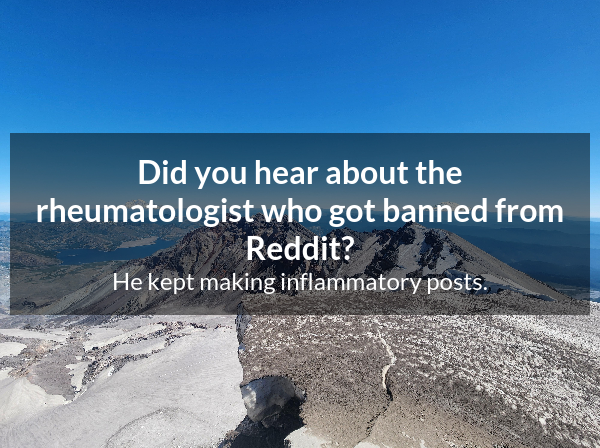 Did you hear about the
rheumatologist who got banned from
Reddit?
He kept making inflammatory posts.